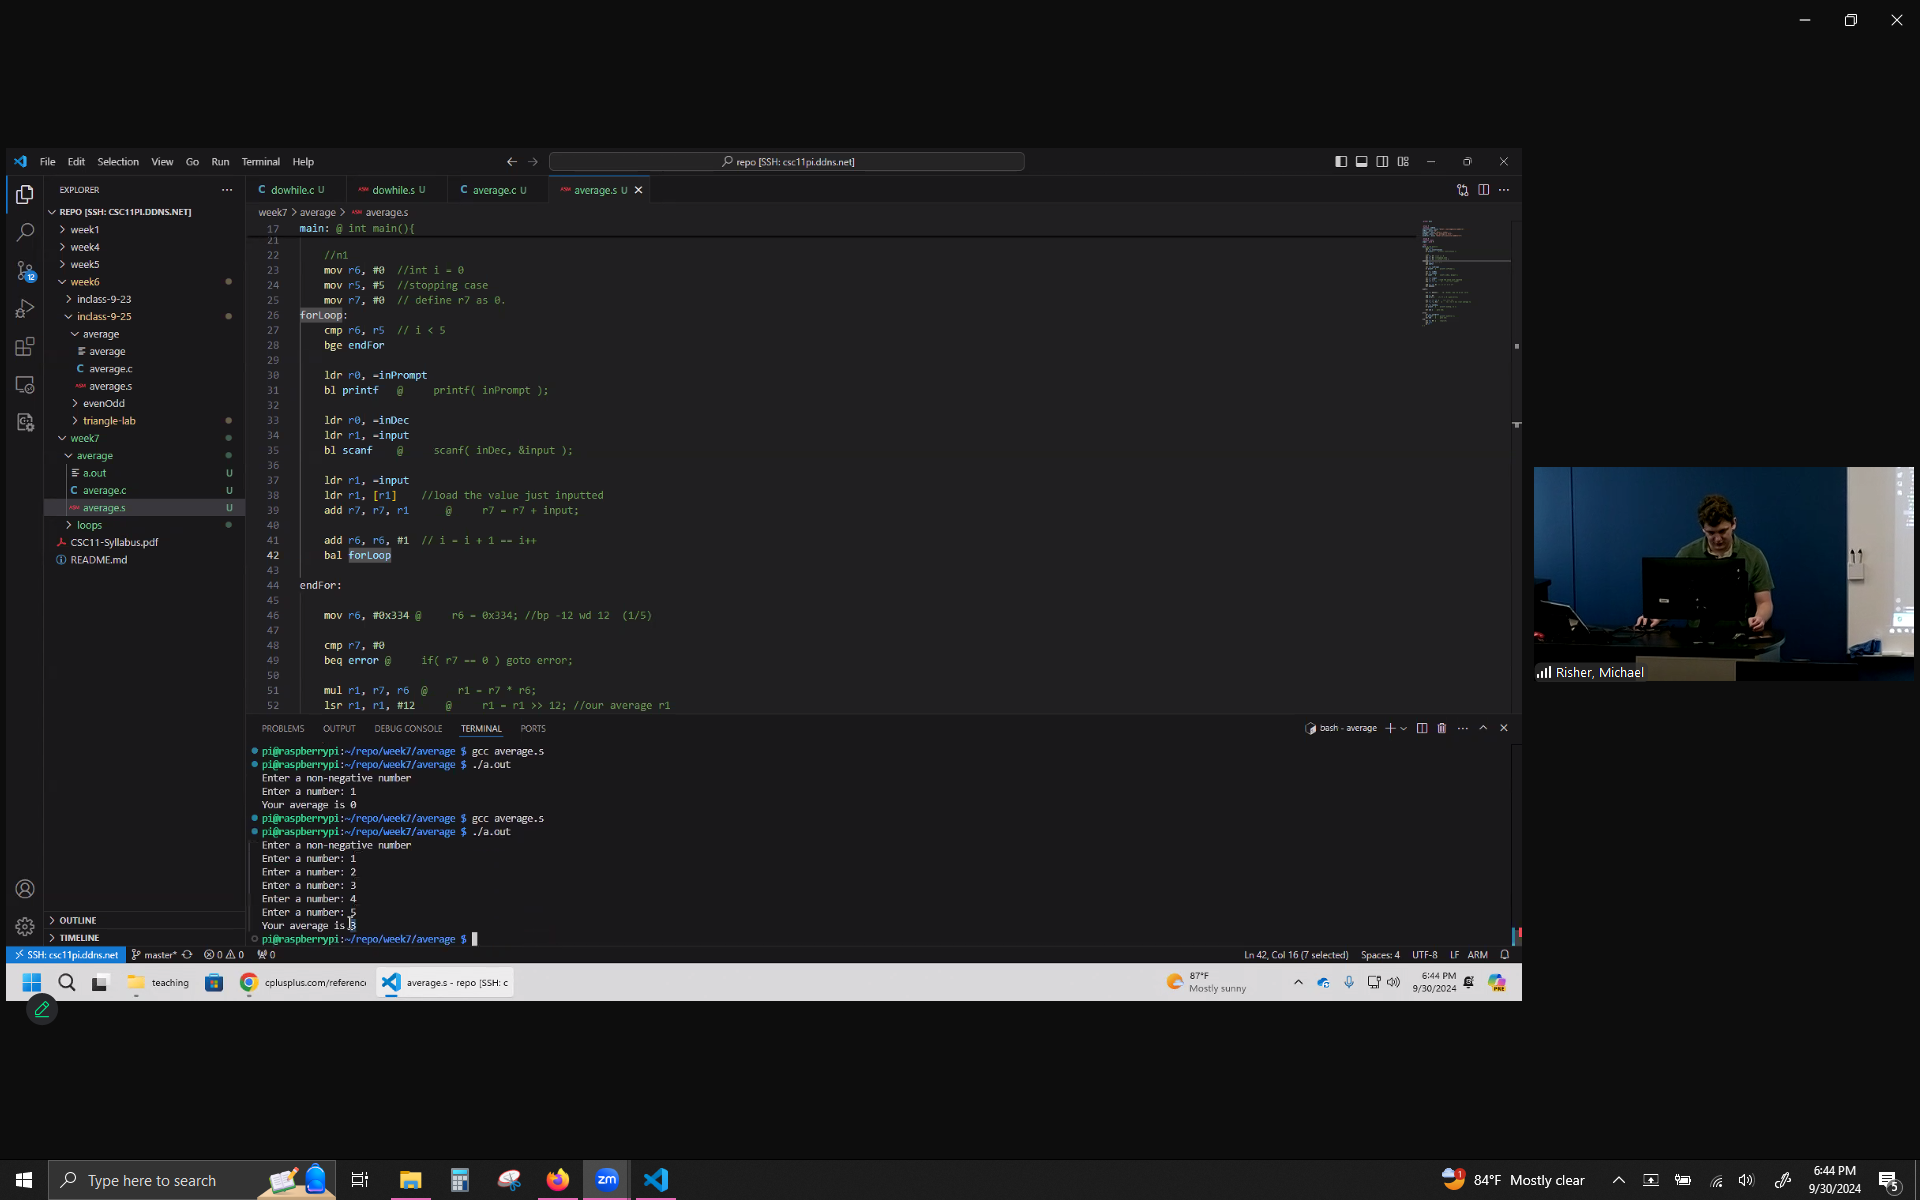 File Edit Selection View Go Run Terminal Help
repo [SSH: csc11pi.ddns.net]
EXPLORER
REPO [SSH: CSC11PI.DDNS.NET]
week1
week4
week5
week6
inclass-9-23
inclass-9-25
average
average
average.c
average.s
evenOdd
triangle-lab
week7
average
a.out U
average.c U
average.s U
loops
CSC11-Syllabus.pdf
README.md
OUTLINE
TIMELINE
12
dowhile.c U dowhile.s U average.c U average.s U
week7 > average > average.s
17 main: @ int main(){
21
22 //n1
23 mov r6, #0 //int i = 0
24 mov r5, #5 //stopping case
25 mov r7, #0 // define r7 as 0.
26 forLoop:
27 cmp r6, r5 // i < 5
28 bge endFor
29
30 ldr r0, =inPrompt
31 bl printf @ printf( inPrompt );
32
33 ldr r0, =inDec
34 ldr r1, =input
35 bl scanf @ scanf( inDec, &input );
36
37 ldr r1, =input
38 ldr r1, [r1] //load the value just inputted
39 add r7, r7, r1 @ r7 = r7 + input;
40
41 add r6, r6, #1 // i = i + 1 == i++
42 bal forLoop
43
44 endFor:
45
46 mov r6, #0x334 @ r6 = 0x334; //bp -12 wd 12 (1/5)
47
48 cmp r7, #0
49 beq error @ if( r7 == 0 ) goto error;
50
51 mul r1, r7, r6 @ r1 = r7 * r6;
52 lsr r1, r1, #12 @ r1 = r1 >> 12; //our average r1
PROBLEMS OUTPUT DEBUG CONSOLE TERMINAL PORTS
bash - average
pi@raspberrypi:~/repo/week7/average $ gcc average.s
pi@raspberrypi:~/repo/week7/average $ ./a.out
Enter a non-negative number
Enter a number: 1
Your average is 0
pi@raspberrypi:~/repo/week7/average $ gcc average.s
pi@raspberrypi:~/repo/week7/average $ ./a.out
Enter a non-negative number
Enter a number: 1
Enter a number: 2
Enter a number: 3
Enter a number: 4
Enter a number: 5
Your average is 3
pi@raspberrypi:~/repo/week7/average $
SSH: csc11pi.ddns.net master* 0 0 0
Ln 42, Col 16 (7 selected) Spaces: 4 UTF-8 LF ARM
teaching
cplusplus.com/referenc
average.s - repo [SSH: c
87°F
Mostly sunny
6:44 PM
9/30/2024
PRE
Risher, Michael
Type here to search
zm
1
84°F Mostly clear
6:44 PM
9/30/2024
5